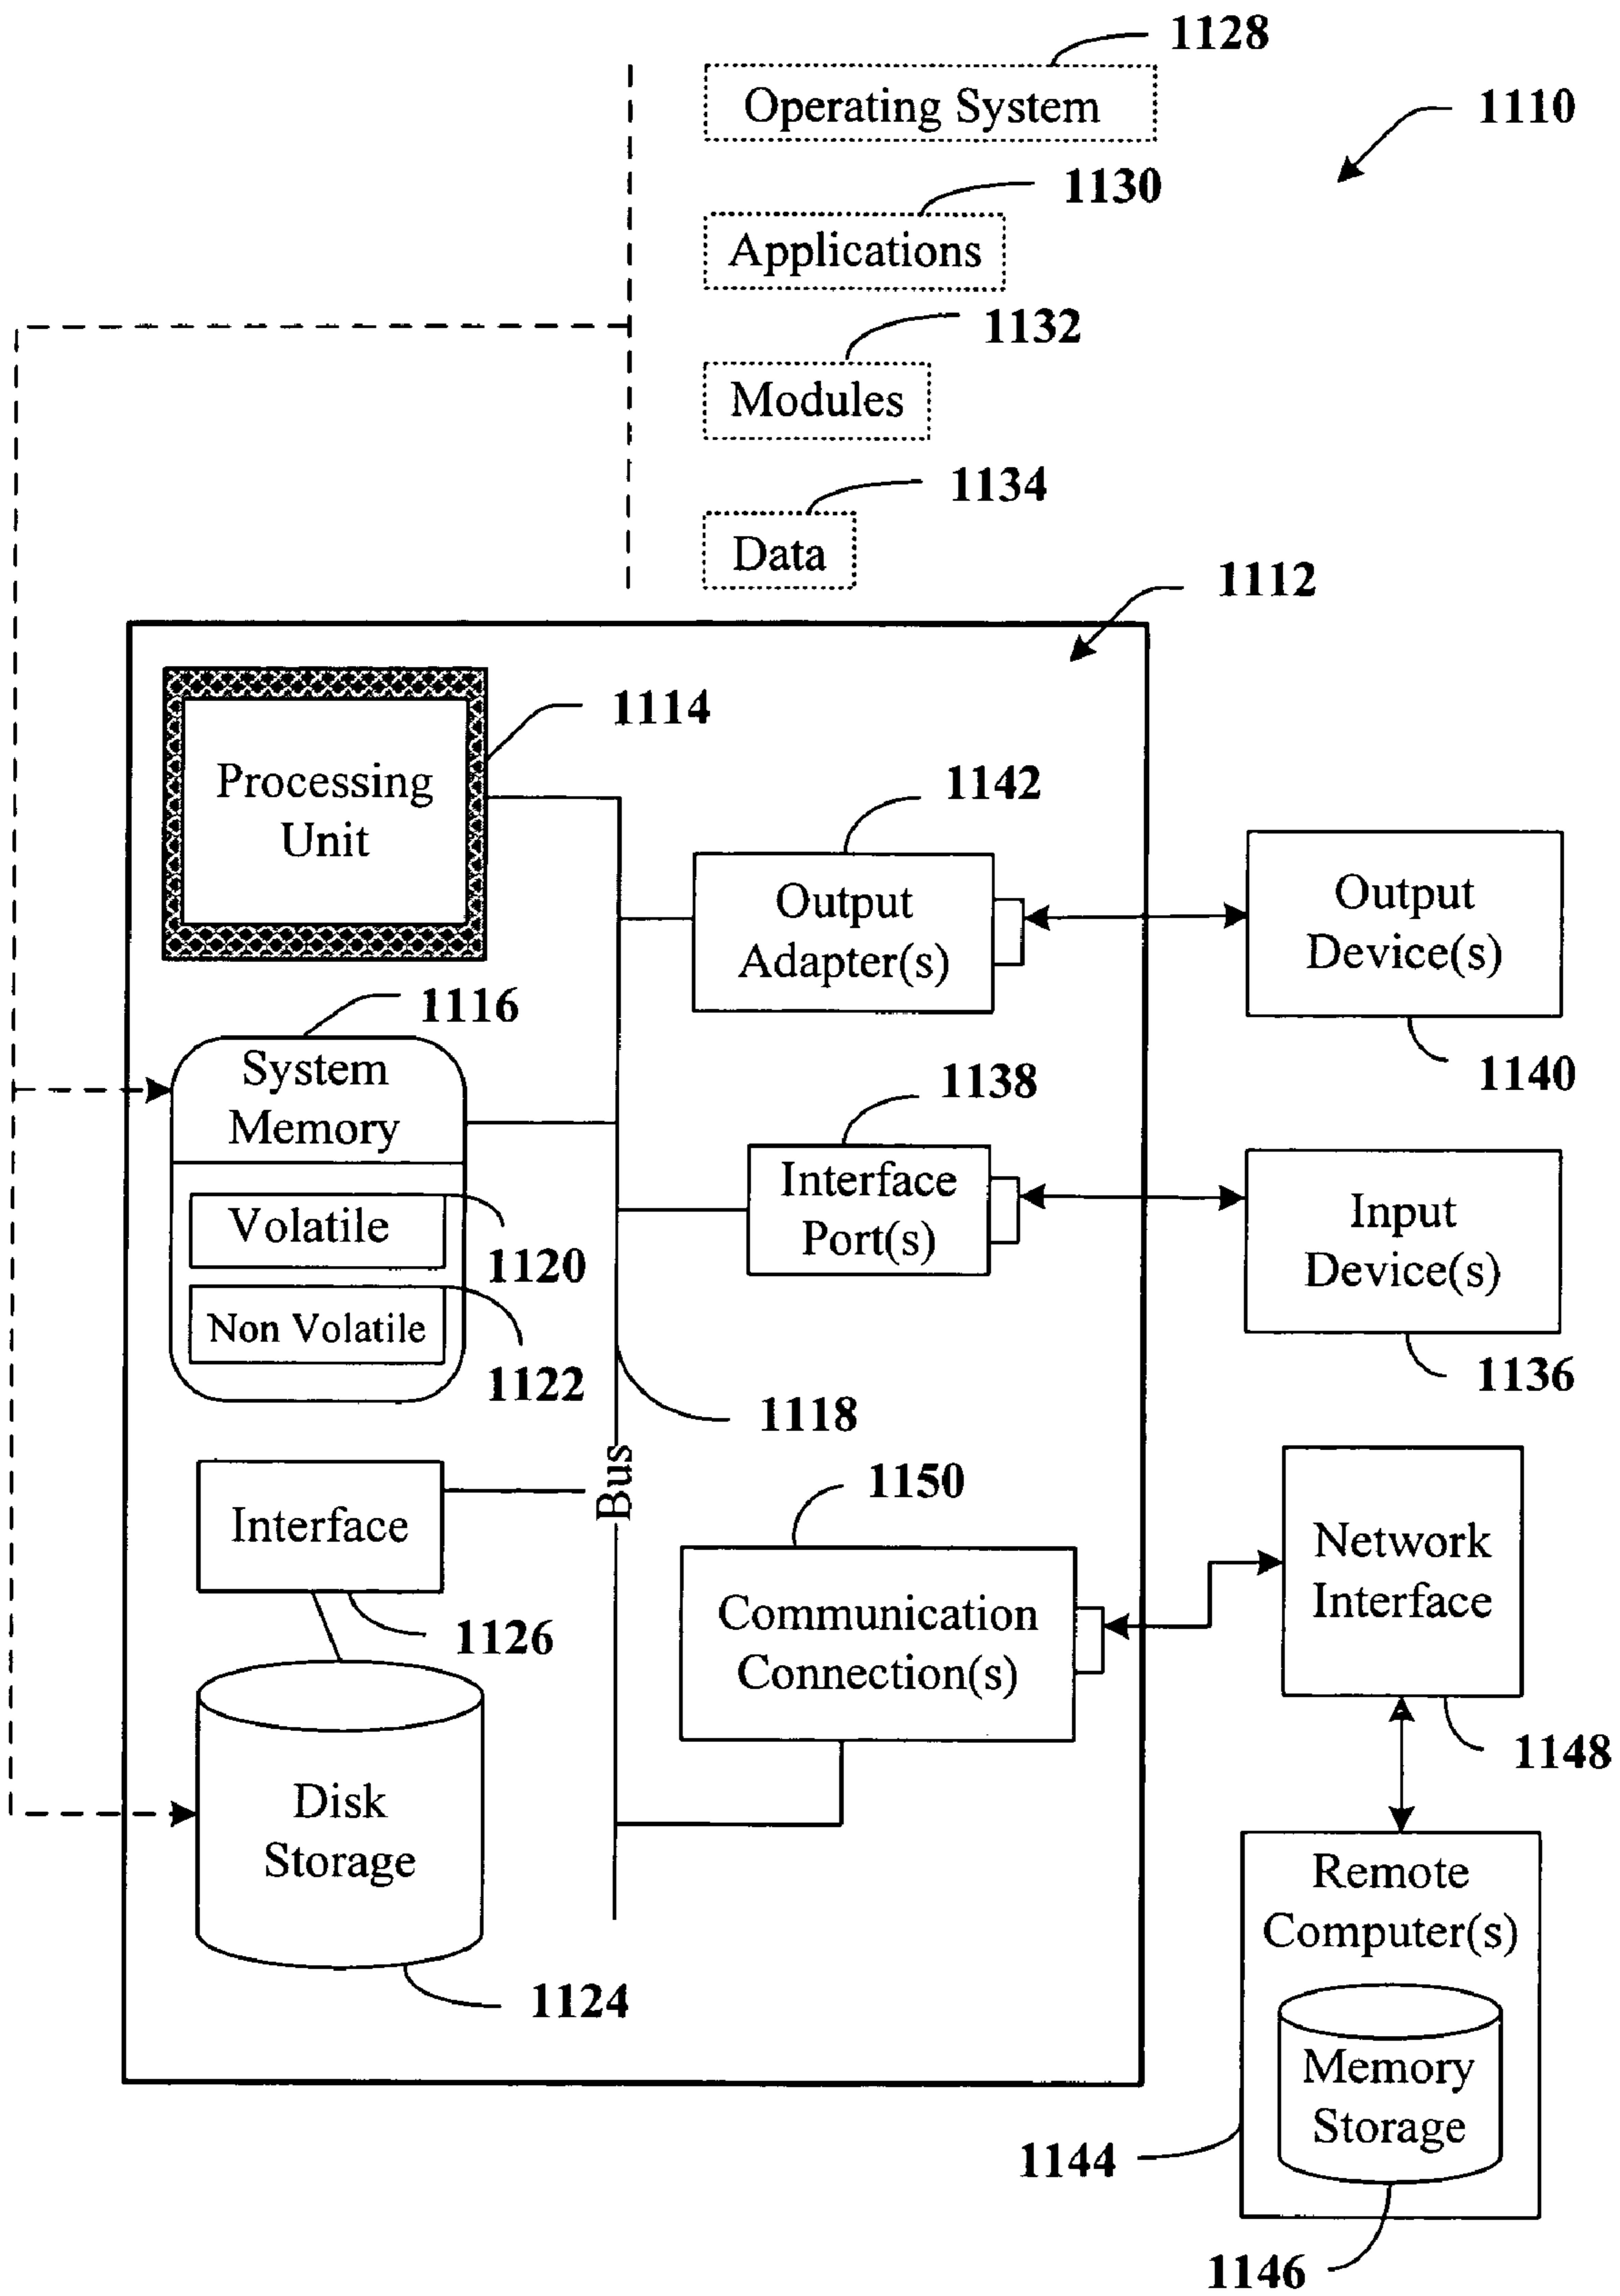 1128
Operating System
1110
1130
Applications
1132
Modules
1134
Data
1112
1114
Processing
Unit
1142
Output
Adapter(s)
Output
Device(s)
1140
1116
System
Memory
1138
Interface
Port(s)
Input
Device(s)
1136
Volatile
1120
Non Volatile
1122
1118
Bus
1150
Interface
1126
Communication
Connection(s)
Network
Interface
1148
Disk
Storage
1124
Remote
Computer(s)
Memory
Storage
1144
1146